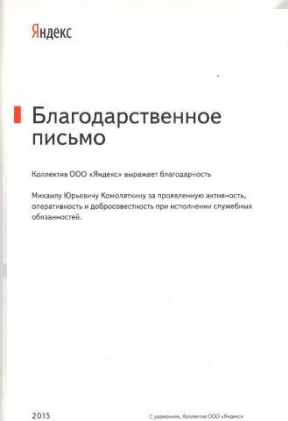 Яндекс
Благодарственное
письмо
Коллектив ООО «Яндекс» выражает благодарность
Михаилу Юрьевичу Комоляткину за проявленную активность,
оперативность и добросовестность при исполнении служебных
обязанностей.
2015
С уважением, Коллектив ООО «Яндекс»